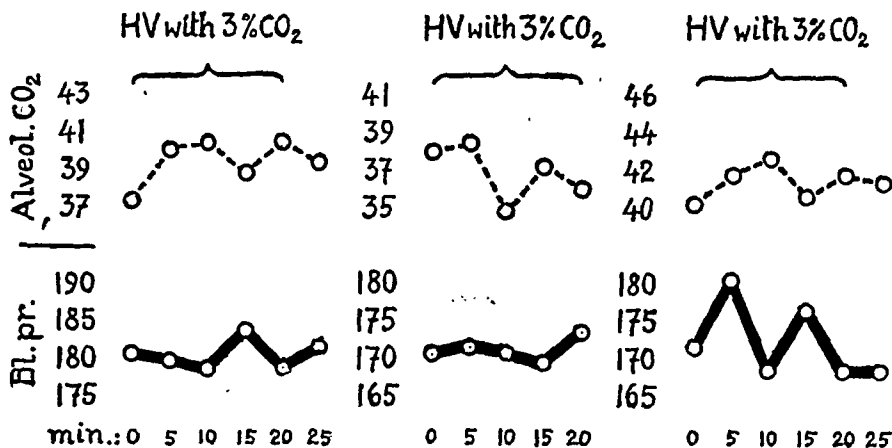 HV with 3% CO₂ HV with 3% CO₂ HV with 3% CO₂
Alveol. CO₂
43 41 46
41 39 44
39 37 42
37 35 40
Bl. pr.
190 180 180
185 175 175
180 170 170
175 165 165
min.: 0 5 10 15 20 25 0 5 10 15 20 0 5 10 15 20 25